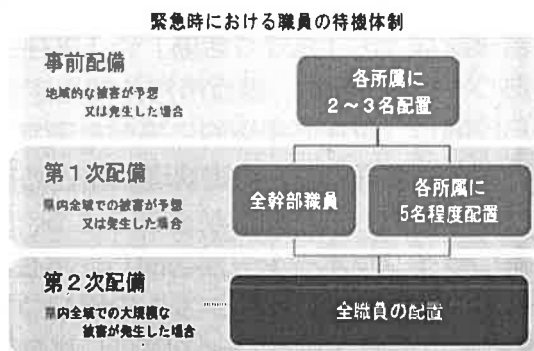 緊急時における職員の待機体制
事前配備
地域的な被害が予想
又は発生した場合
各所属に
2～3名配置
第1次配備
県内全域での被害が予想
又は発生した場合
全幹部職員
各所属に
5名程度配置
第2次配備
県内全域での大規模な
被害が発生した場合
全職員の配置